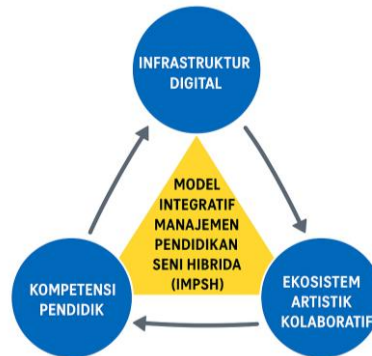 INFRASTRUKTUR
DIGITAL
MODEL
INTEGRATIF
MANAJEMEN
PENDIDIKAN
SENI HIBRIDA
(IMPSH)
KOMPETENSI
PENDIDIK
EKOSISTEM
ARTISTIK
KOLABORATIF